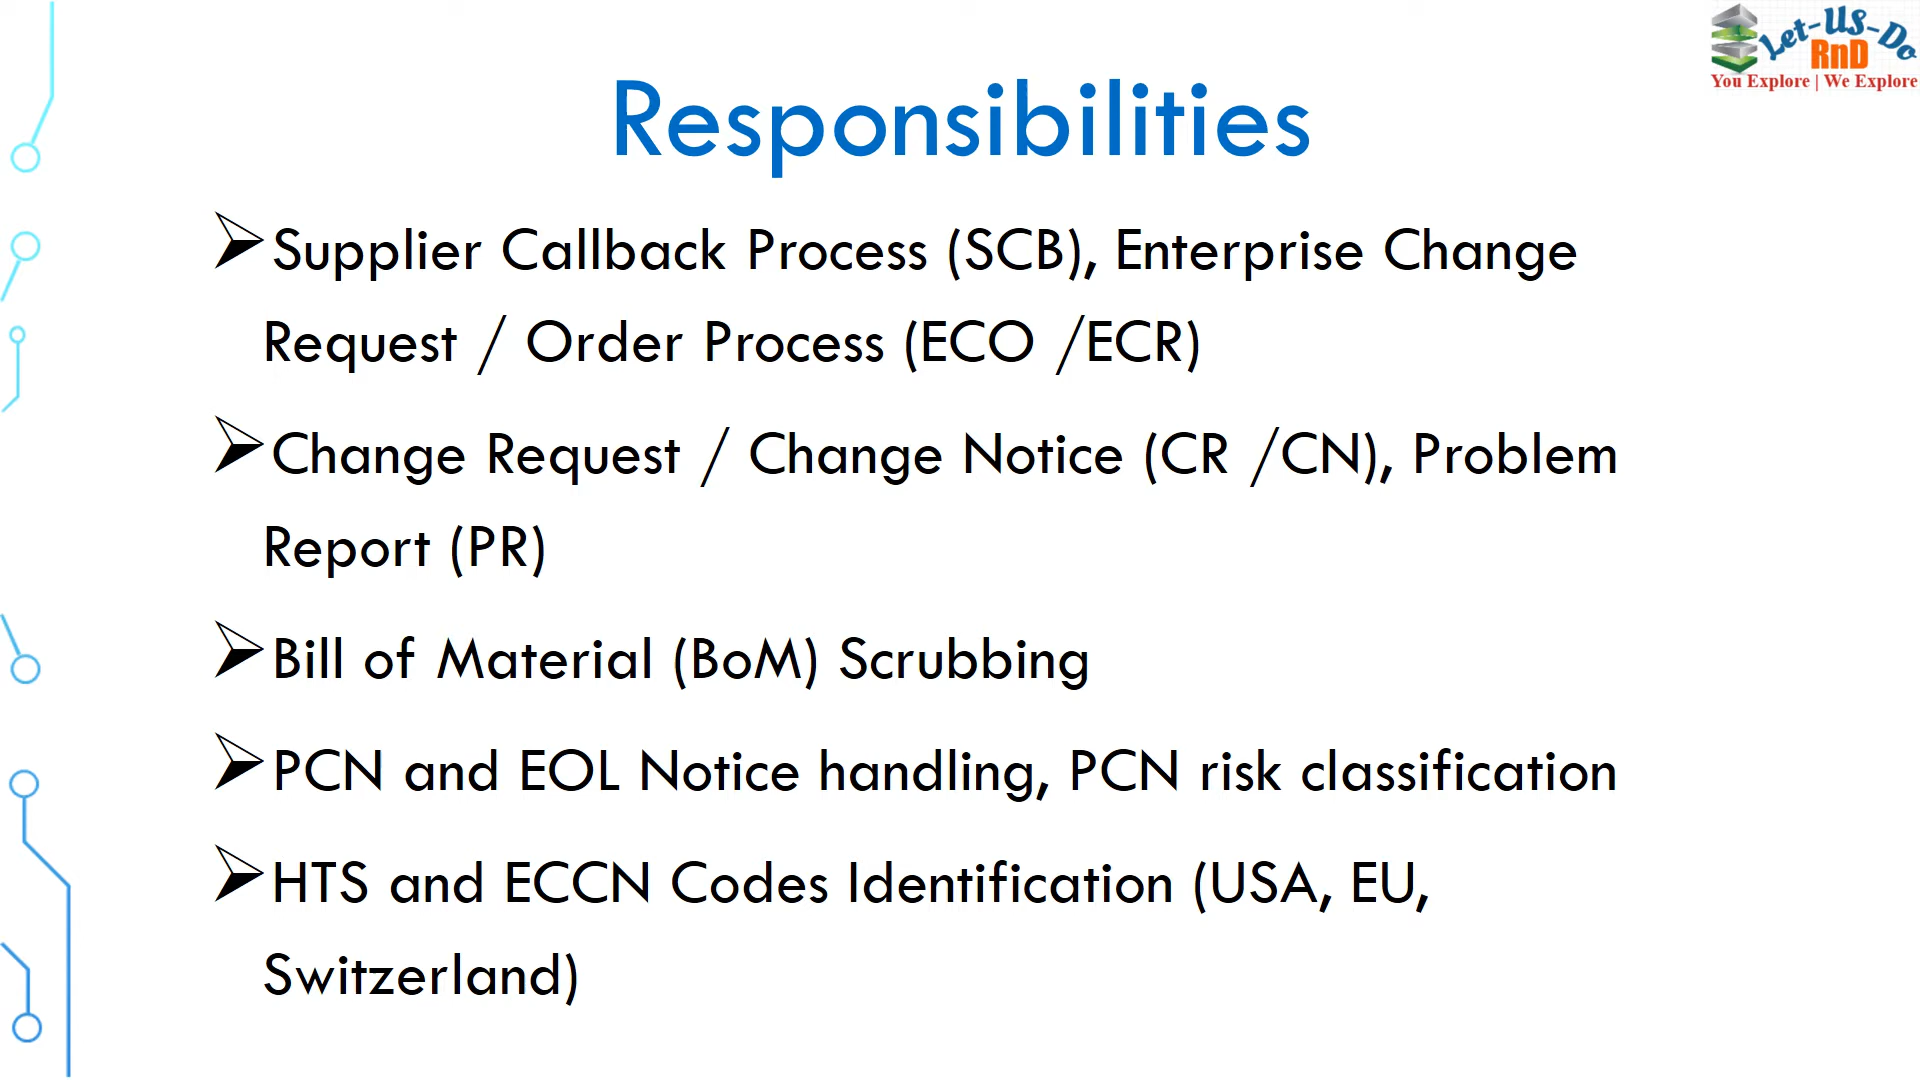 Let-Us-Do
RnD
You Explore | We Explore
Responsibilities
Supplier Callback Process (SCB), Enterprise Change
Request / Order Process (ECO /ECR)
Change Request / Change Notice (CR /CN), Problem
Report (PR)
Bill of Material (BoM) Scrubbing
PCN and EOL Notice handling, PCN risk classification
HTS and ECCN Codes Identification (USA, EU,
Switzerland)